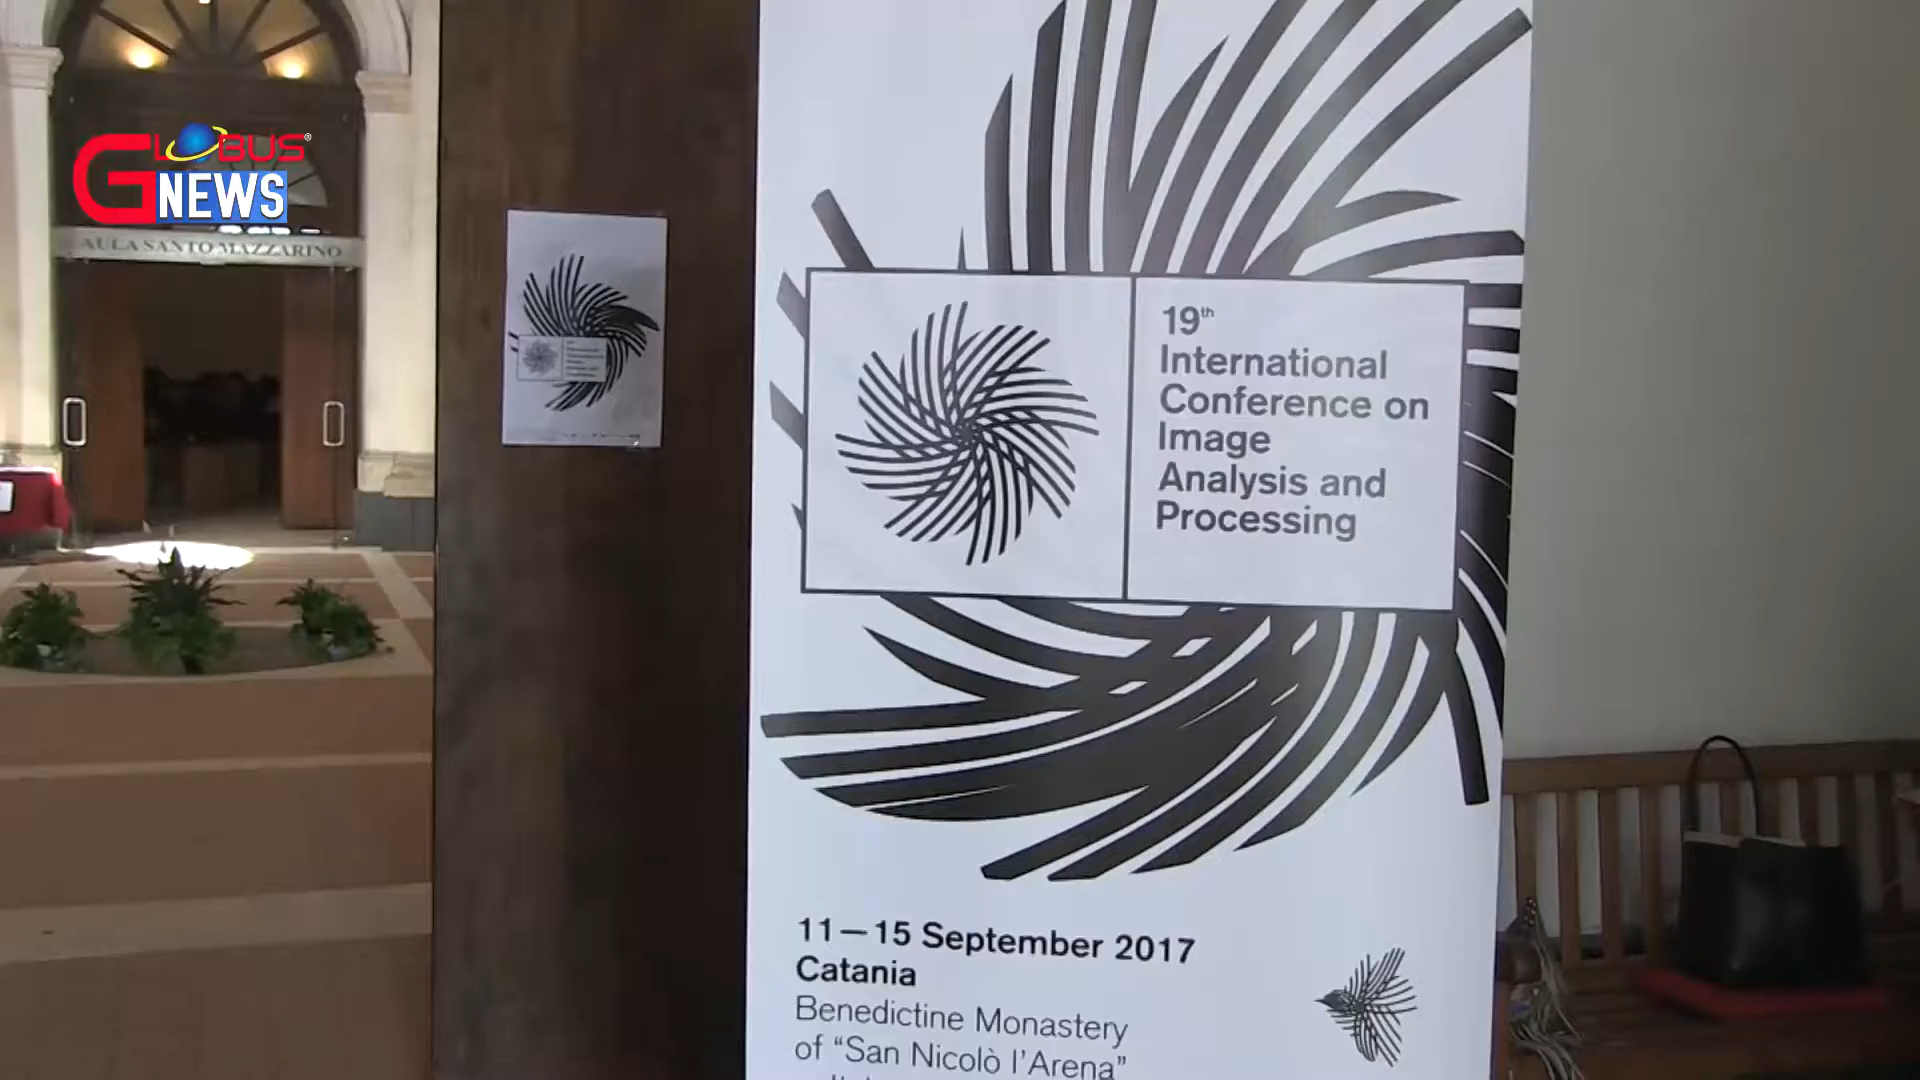 GLOBUS®
NEWS
AULA SANTO MAZZARINO
19th
International
Conference on
Image
Analysis and
Processing
11—15 September 2017
Catania
Benedictine Monastery
of “San Nicolò l’Arena”